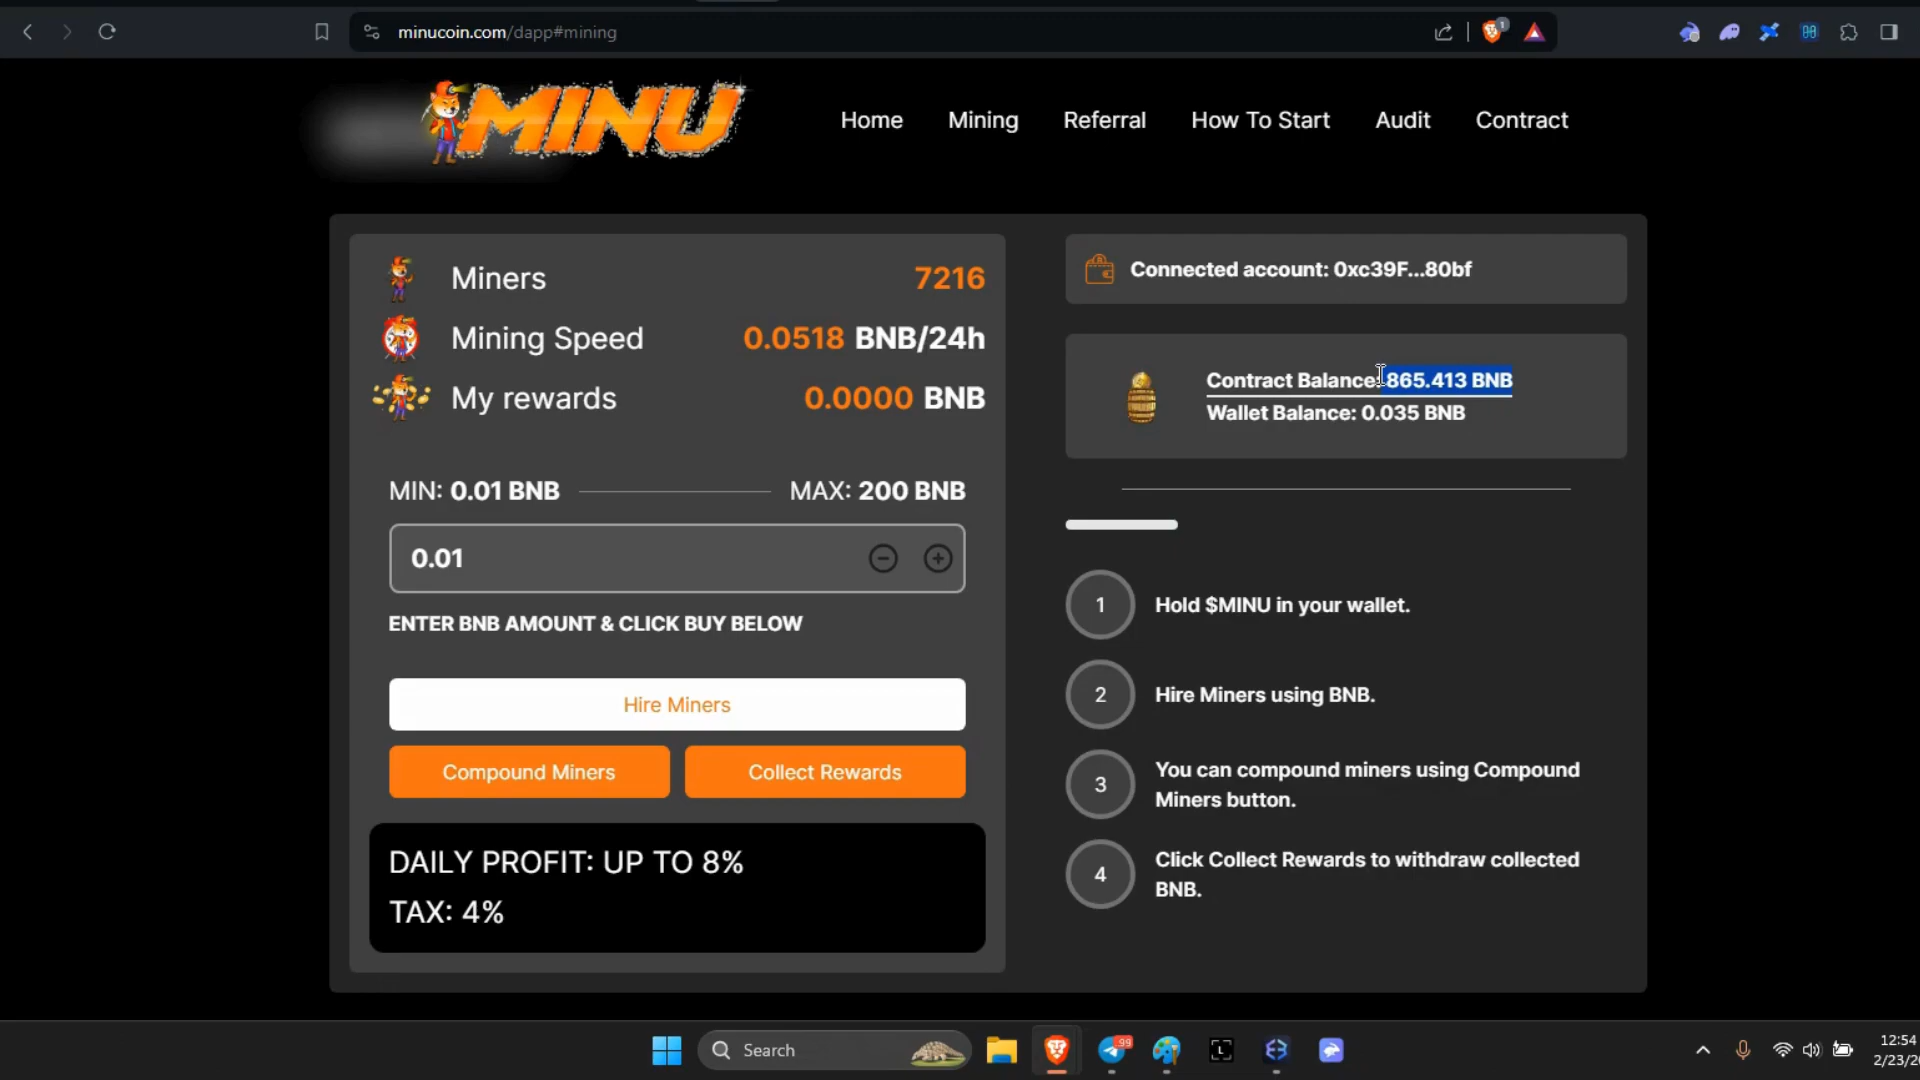 minucoin.com/dapp#mining
1
MINU
Home
Mining
Referral
How To Start
Audit
Contract
Miners 7216
Mining Speed 0.0518 BNB/24h
My rewards 0.0000 BNB
MIN: 0.01 BNB MAX: 200 BNB
0.01
ENTER BNB AMOUNT & CLICK BUY BELOW
Hire Miners
Compound Miners
Collect Rewards
DAILY PROFIT: UP TO 8%
TAX: 4%
Connected account: 0xc39F...80bf
Contract Balance: 865.413 BNB
Wallet Balance: 0.035 BNB
1 Hold $MINU in your wallet.
2 Hire Miners using BNB.
3 You can compound miners using Compound
Miners button.
4 Click Collect Rewards to withdraw collected
BNB.
Search
99
L
12:54
2/23/2